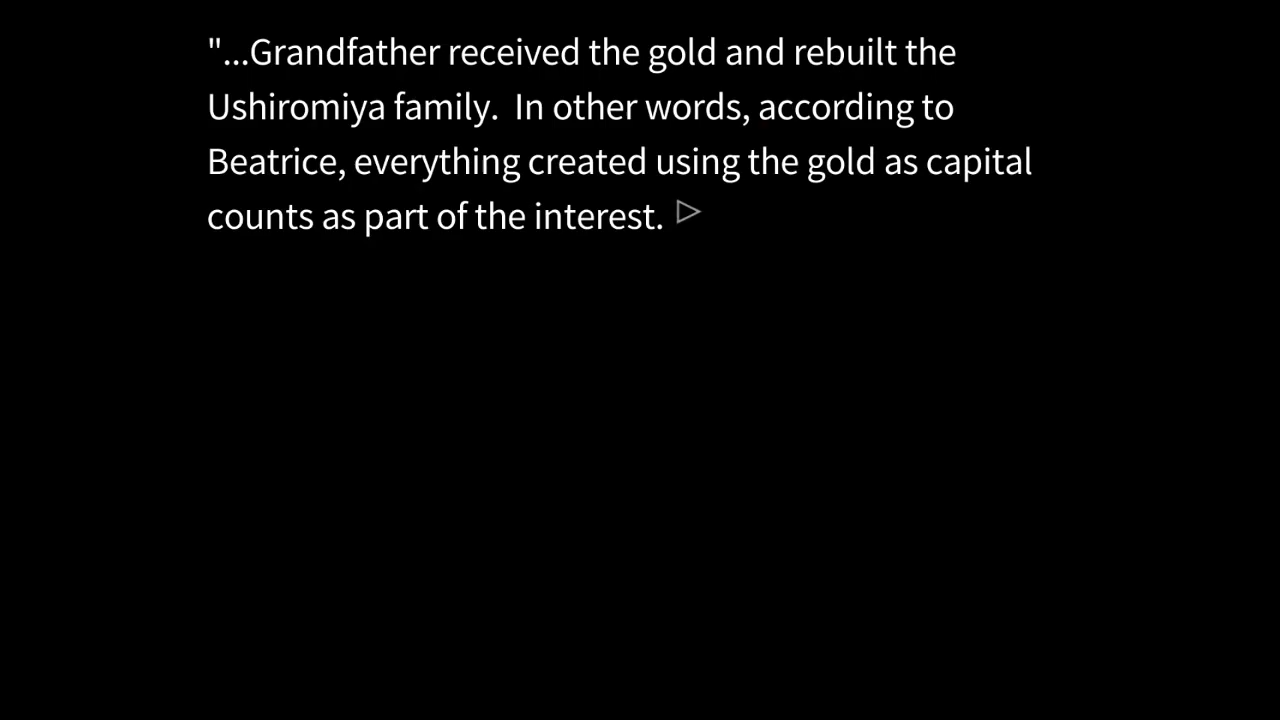 "...Grandfather received the gold and rebuilt the
Ushiromiya family.  In other words, according to
Beatrice, everything created using the gold as capital
counts as part of the interest.